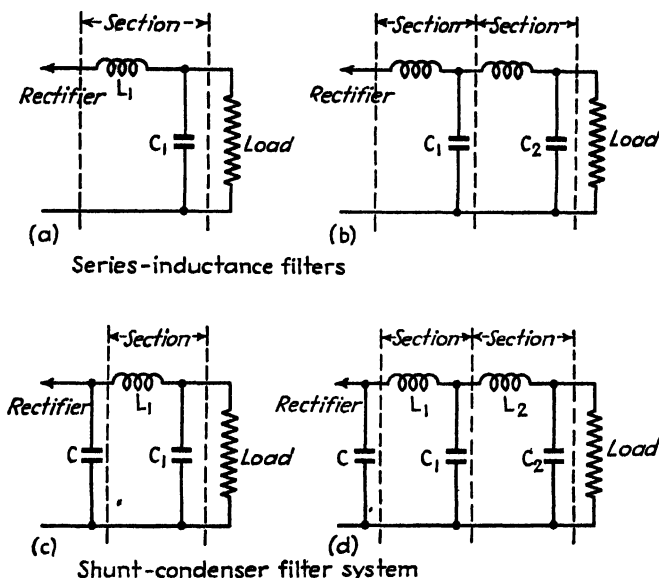 Section
Rectifier
L1
C1
Load
(a)
Section Section
Rectifier
C1
C2
Load
(b)
Series-inductance filters
Section
Rectifier
L1
C
C1
Load
(c)
Section Section
Rectifier
L1
L2
C
C1
C2
Load
(d)
Shunt-condenser filter system